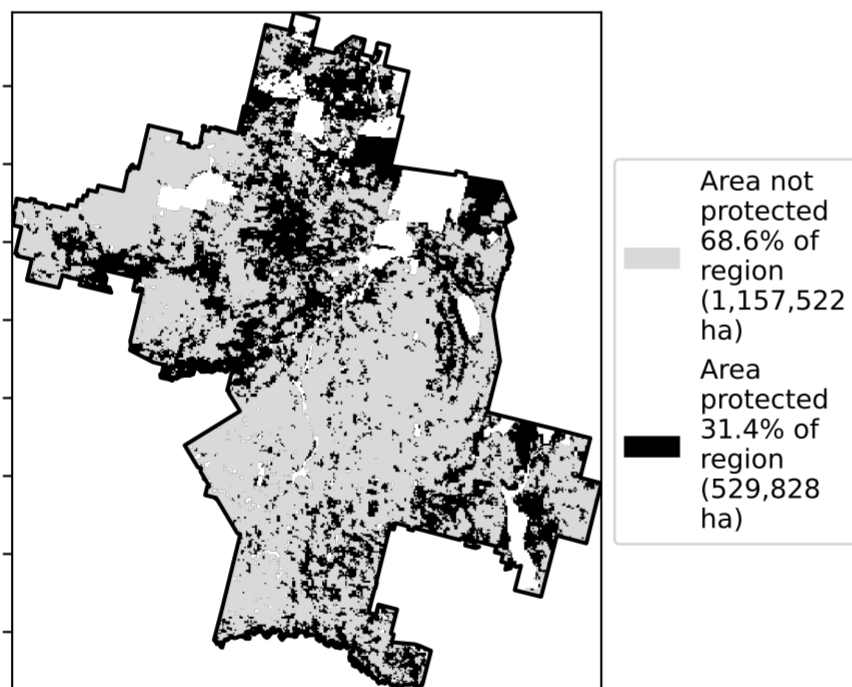 Area not
protected
68.6% of
region
(1,157,522
ha)
Area
protected
31.4% of
region
(529,828
ha)